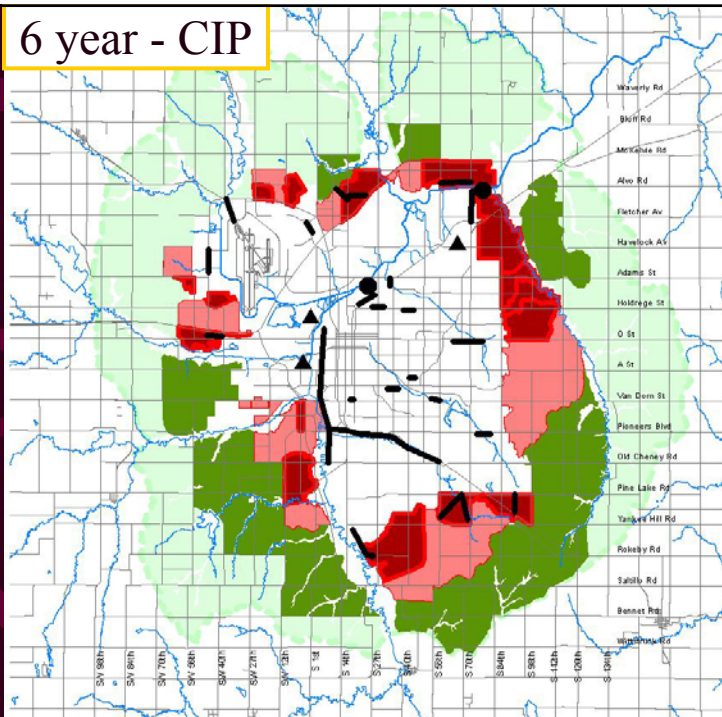 6 year - CIP
Waverly Rd
Bluff Rd
McKelvie Rd
Alvo Rd
Fletcher Av
Havelock Av
Adams St
Holdrege St
O St
A St
Van Dorn St
Pioneers Blvd
Old Cheney Rd
Pine Lake Rd
Yankee Hill Rd
Rokeby Rd
Saltillo Rd
Bennet Rd
Wittstruck Rd
SW 98th
SW 84th
SW 70th
SW 56th
SW 40th
SW 27th
SW 12th
S 1st
S 14th
S 27th
S 40th
S 56th
S 70th
S 84th
S 98th
S 112th
S 134th